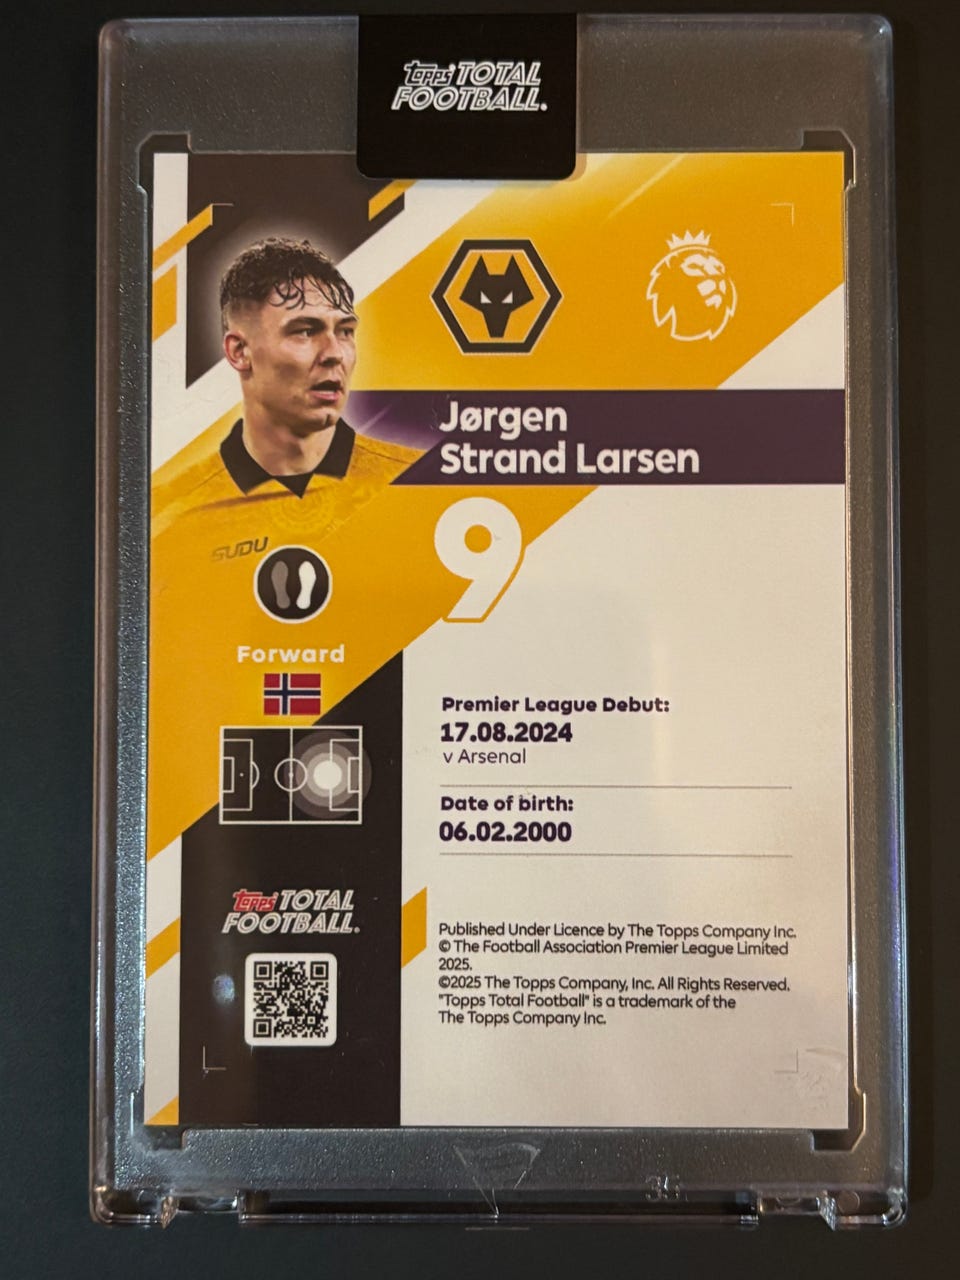 Topps TOTAL
FOOTBALL.
Jørgen
Strand Larsen
9
SUDU
Forward
Premier League Debut:
17.08.2024
v Arsenal
Date of birth:
06.02.2000
Topps TOTAL
FOOTBALL.
Published Under Licence by The Topps Company Inc.
© The Football Association Premier League Limited
2025.
©2025 The Topps Company, Inc. All Rights Reserved.
"Topps Total Football" is a trademark of the
The Topps Company Inc.
35